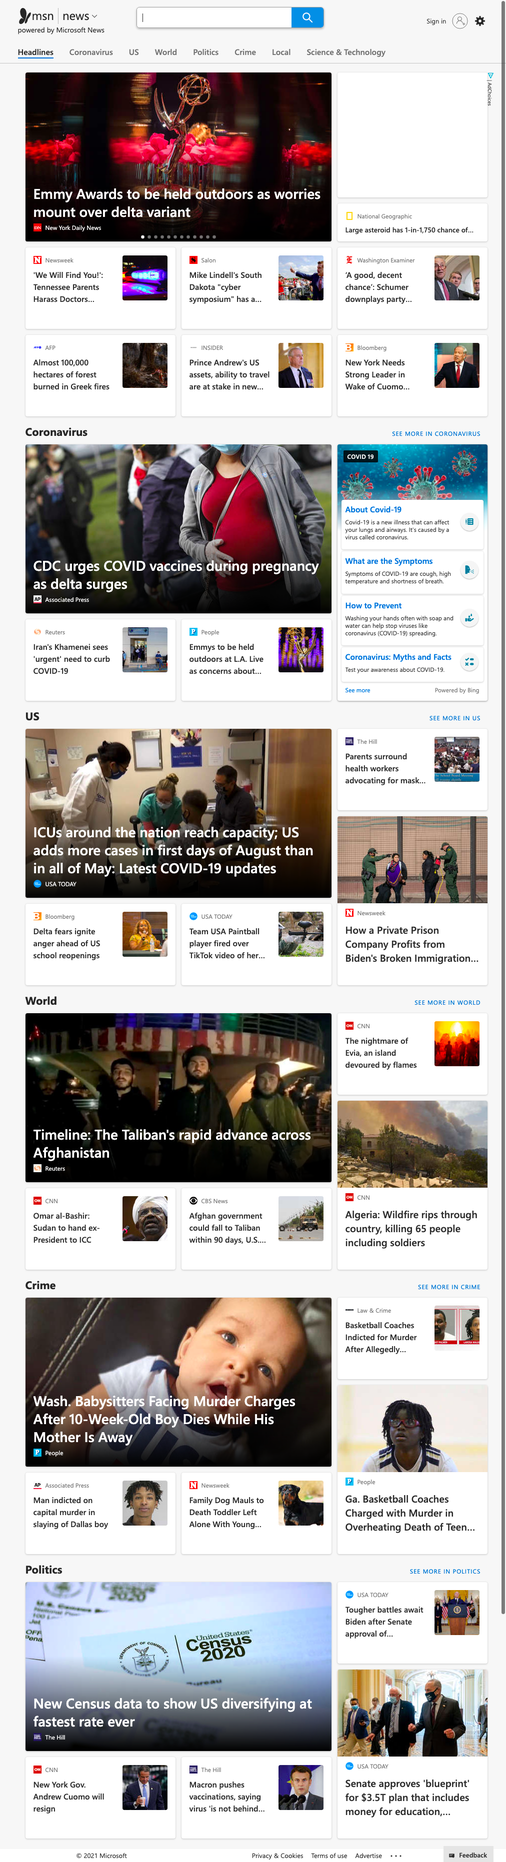 msn | news
powered by Microsoft News
Sign in
Headlines Coronavirus US World Politics Crime Local Science & Technology
AdChoices
Emmy Awards to be held outdoors as worries
mount over delta variant
New York Daily News
National Geographic
Large asteroid has 1-in-1,750 chance of...
Newsweek
'We Will Find You!':
Tennessee Parents
Harass Doctors...
Salon
Mike Lindell's South
Dakota "cyber
symposium" has a...
Washington Examiner
'A good, decent
chance': Schumer
downplays party...
AFP
Almost 100,000
hectares of forest
burned in Greek fires
INSIDER
Prince Andrew's US
assets, ability to travel
are at stake in new...
Bloomberg
New York Needs
Strong Leader in
Wake of Cuomo...
Coronavirus
SEE MORE IN CORONAVIRUS
CDC urges COVID vaccines during pregnancy
as delta surges
AP Associated Press
COVID 19
About Covid-19
Covid-19 is a new illness that can affect
your lungs and airways. It's caused by a
virus called coronavirus.
What are the Symptoms
Symptoms of COVID-19 are cough, high
temperature and shortness of breath.
How to Prevent
Washing your hands often with soap and
water can help stop viruses like
coronavirus (COVID-19) spreading.
Coronavirus: Myths and Facts
Test your awareness about COVID-19.
See more
Powered by Bing
Reuters
Iran's Khamenei sees
'urgent' need to curb
COVID-19
People
Emmys to be held
outdoors at L.A. Live
as concerns about...
US
SEE MORE IN US
ICUs around the nation reach capacity; US
adds more cases in first days of August than
in all of May: Latest COVID-19 updates
USA TODAY
The Hill
Parents surround
health workers
advocating for mask...
Newsweek
How a Private Prison
Company Profits from
Biden's Broken Immigration...
Bloomberg
Delta fears ignite
anger ahead of US
school reopenings
USA TODAY
Team USA Paintball
player fired over
TikTok video of her...
World
SEE MORE IN WORLD
Timeline: The Taliban's rapid advance across
Afghanistan
Reuters
CNN
The nightmare of
Evia, an island
devoured by flames
CNN
Algeria: Wildfire rips through
country, killing 65 people
including soldiers
CNN
Omar al-Bashir:
Sudan to hand ex-
President to ICC
CBS News
Afghan government
could fall to Taliban
within 90 days, U.S....
Crime
SEE MORE IN CRIME
Wash. Babysitters Facing Murder Charges
After 10-Week-Old Boy Dies While His
Mother Is Away
People
Law & Crime
Basketball Coaches
Indicted for Murder
After Allegedly...
People
Ga. Basketball Coaches
Charged with Murder in
Overheating Death of Teen...
AP Associated Press
Man indicted on
capital murder in
slaying of Dallas boy
Newsweek
Family Dog Mauls to
Death Toddler Left
Alone With Young...
Politics
SEE MORE IN POLITICS
United States
Census
2020
New Census data to show US diversifying at
fastest rate ever
The Hill
USA TODAY
Tougher battles await
Biden after Senate
approval of...
USA TODAY
Senate approves 'blueprint'
for $3.5T plan that includes
money for education,...
CNN
New York Gov.
Andrew Cuomo will
resign
The Hill
Macron pushes
vaccinations, saying
virus 'is not behind...
© 2021 Microsoft
Privacy & Cookies Terms of use Advertise ...
Feedback